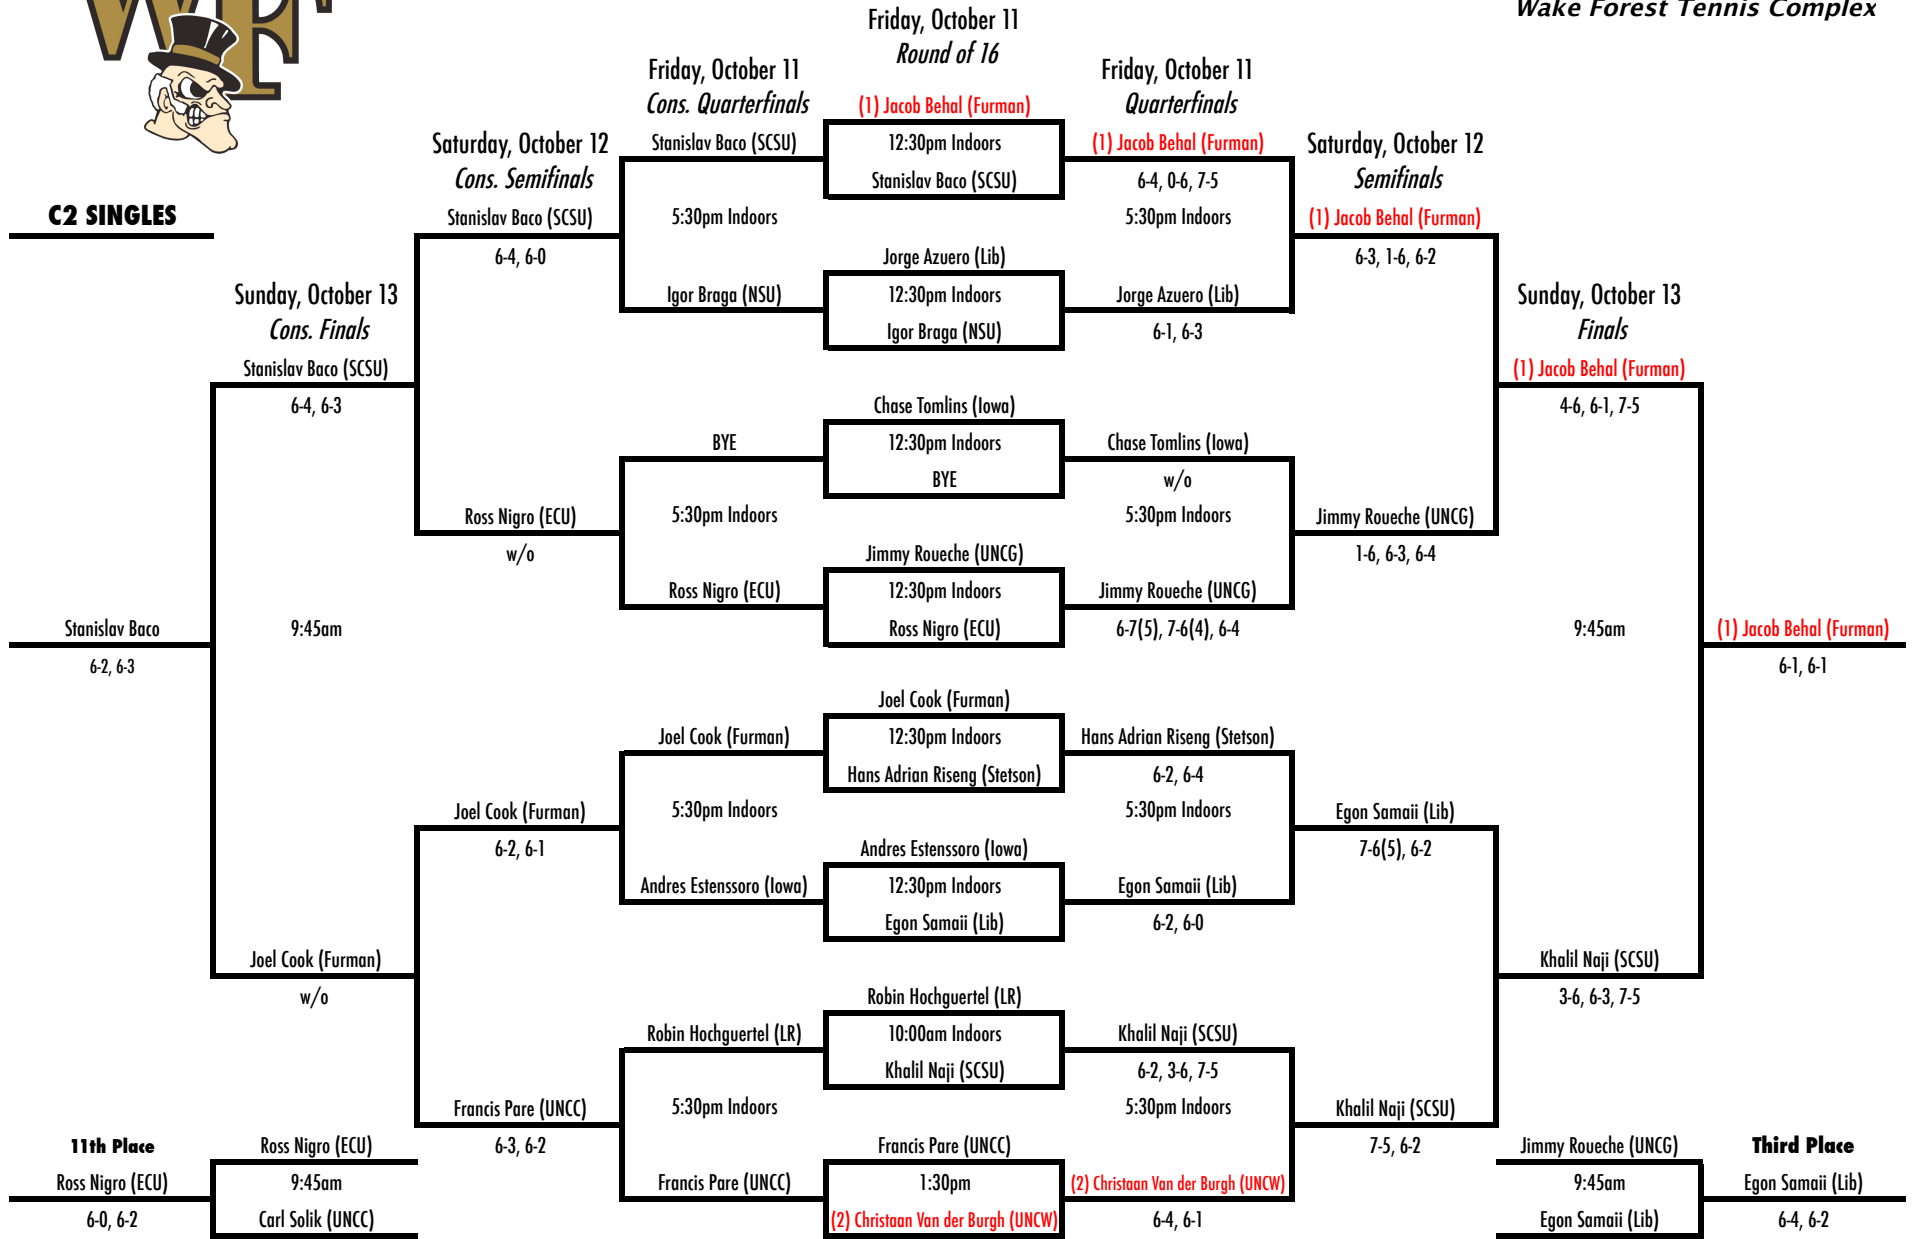 WF
Wake Forest Tennis Complex
Friday, October 11
Round of 16
Friday, October 11
Cons. Quarterfinals
Friday, October 11
Quarterfinals
(1) Jacob Behal (Furman)
Saturday, October 12
Cons. Semifinals
Stanislav Baco (SCSU)
12:30pm Indoors
(1) Jacob Behal (Furman)
Saturday, October 12
Semifinals
Stanislav Baco (SCSU)
6-4, 0-6, 7-5
C2 SINGLES
Stanislav Baco (SCSU)
5:30pm Indoors
5:30pm Indoors
(1) Jacob Behal (Furman)
6-4, 6-0
Jorge Azuero (Lib)
6-3, 1-6, 6-2
Sunday, October 13
Cons. Finals
Igor Braga (NSU)
12:30pm Indoors
Jorge Azuero (Lib)
Sunday, October 13
Finals
Igor Braga (NSU)
6-1, 6-3
Stanislav Baco (SCSU)
(1) Jacob Behal (Furman)
6-4, 6-3
Chase Tomlins (Iowa)
4-6, 6-1, 7-5
BYE
12:30pm Indoors
Chase Tomlins (Iowa)
BYE
w/o
Ross Nigro (ECU)
5:30pm Indoors
5:30pm Indoors
Jimmy Roueche (UNCG)
w/o
Jimmy Roueche (UNCG)
1-6, 6-3, 6-4
Ross Nigro (ECU)
12:30pm Indoors
Jimmy Roueche (UNCG)
Stanislav Baco
9:45am
Ross Nigro (ECU)
6-7(5), 7-6(4), 6-4
9:45am
(1) Jacob Behal (Furman)
6-2, 6-3
6-1, 6-1
Joel Cook (Furman)
Joel Cook (Furman)
12:30pm Indoors
Hans Adrian Riseng (Stetson)
Hans Adrian Riseng (Stetson)
6-2, 6-4
Joel Cook (Furman)
5:30pm Indoors
5:30pm Indoors
Egon Samaii (Lib)
6-2, 6-1
Andres Estenssoro (Iowa)
7-6(5), 6-2
Andres Estenssoro (Iowa)
12:30pm Indoors
Egon Samaii (Lib)
Egon Samaii (Lib)
6-2, 6-0
Joel Cook (Furman)
Khalil Naji (SCSU)
w/o
Robin Hochguertel (LR)
3-6, 6-3, 7-5
Robin Hochguertel (LR)
10:00am Indoors
Khalil Naji (SCSU)
Khalil Naji (SCSU)
6-2, 3-6, 7-5
Francis Pare (UNCC)
5:30pm Indoors
5:30pm Indoors
Khalil Naji (SCSU)
11th Place
Ross Nigro (ECU)
6-3, 6-2
Francis Pare (UNCC)
7-5, 6-2
Jimmy Roueche (UNCG)
Third Place
Ross Nigro (ECU)
9:45am
Francis Pare (UNCC)
1:30pm
(2) Christaan Van der Burgh (UNCW)
9:45am
Egon Samaii (Lib)
6-0, 6-2
Carl Solik (UNCC)
(2) Christaan Van der Burgh (UNCW)
6-4, 6-1
Egon Samaii (Lib)
6-4, 6-2